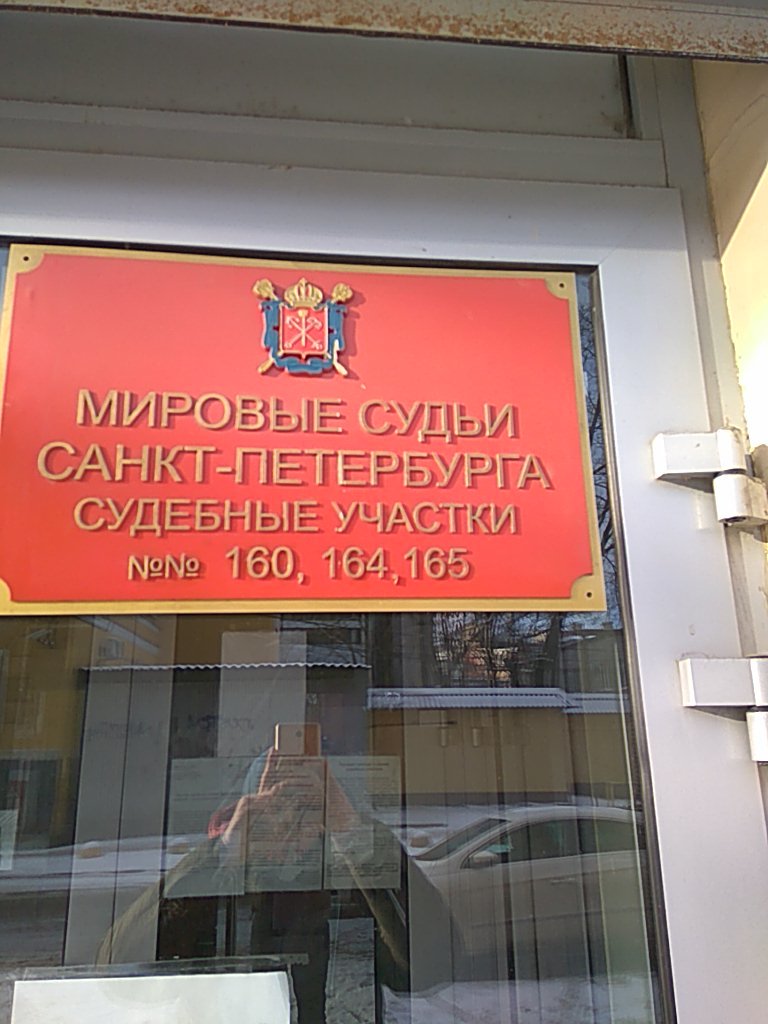 МИРОВЫЕ СУДЬИ
САНКТ-ПЕТЕРБУРГА
СУДЕБНЫЕ УЧАСТКИ
№№ 160, 164, 165